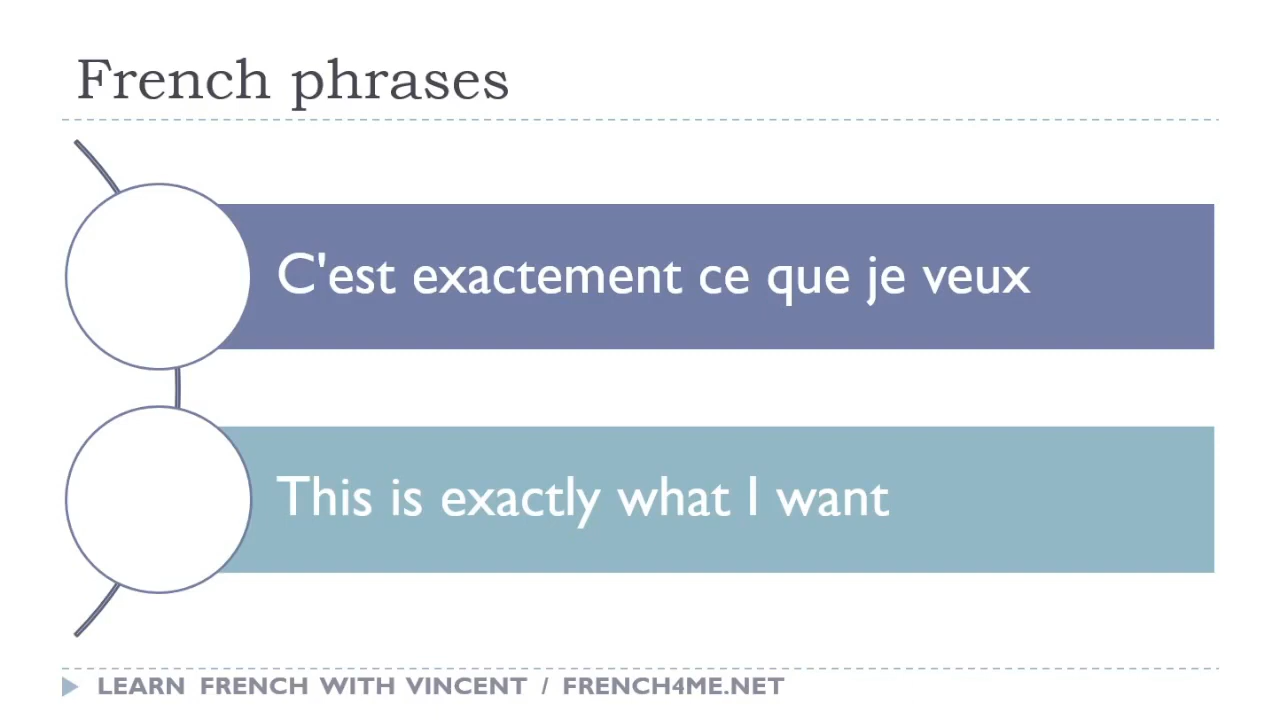 French phrases
C'est exactement ce que je veux
This is exactly what I want
LEARN FRENCH WITH VINCENT / FRENCH4ME.NET